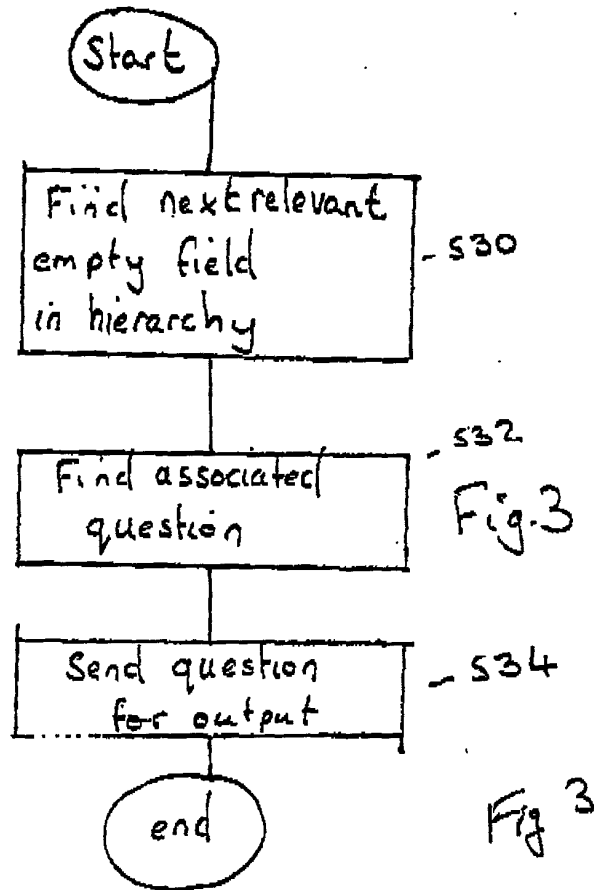 Start
Find next relevant
empty field
in hierarchy
- S30
Find associated
question
- S32
Fig.3
Send question
for output
- S34
end
Fig 3